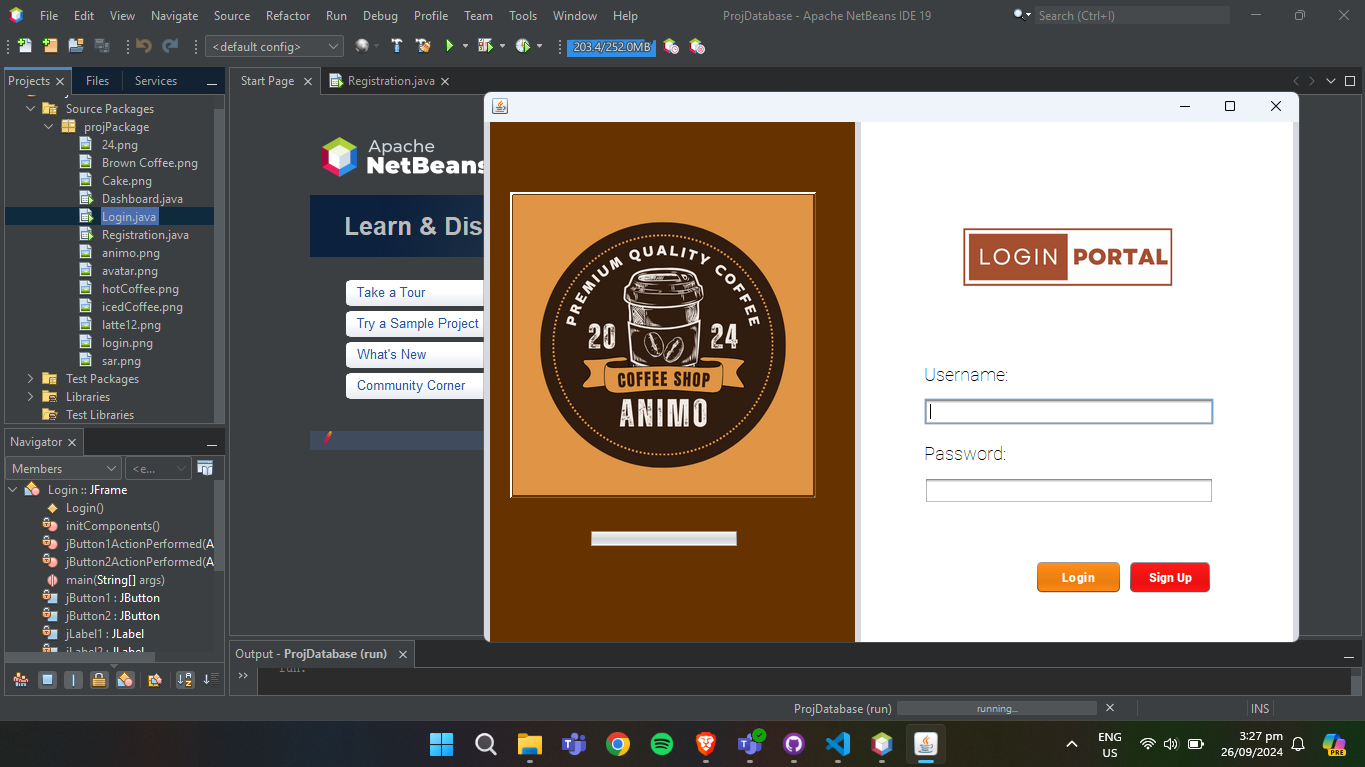 File Edit View Navigate Source Refactor Run Debug Profile Team Tools Window Help
ProjDatabase - Apache NetBeans IDE 19
Search (Ctrl+I)
<default config>
203.4/252.0MB
Projects
Files
Services
Start Page
Registration.java
Source Packages
projPackage
24.png
Brown Coffee.png
Cake.png
Dashboard.java
Login.java
Registration.java
animo.png
avatar.png
hotCoffee.png
icedCoffee.png
latte12.png
login.png
sar.png
Test Packages
Libraries
Test Libraries
Apache
NetBeans
Learn & Dis
Take a Tour
Try a Sample Project
What's New
Community Corner
PREMIUM QUALITY COFFEE
20 24
COFFEE SHOP
ANIMO
LOGIN PORTAL
Username:
Password:
Login
Sign Up
Navigator
Members
<e...
Login :: JFrame
Login()
initComponents()
jButton1ActionPerformed(A
jButton2ActionPerformed(A
main(String[] args)
jButton1 : JButton
jButton2 : JButton
jLabel1 : JLabel
jLabel2 : JLabel
Output - ProjDatabase (run)
run:
ProjDatabase (run)
running...
INS
ENG
US
3:27 pm
26/09/2024
PRE